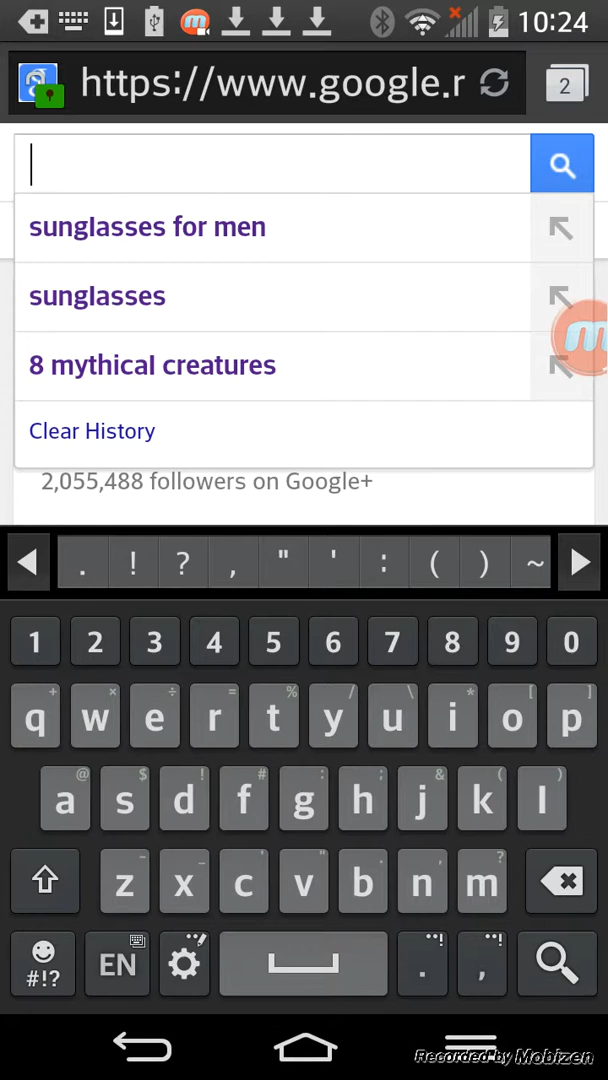 10:24
https://www.google.r
2
sunglasses for men
sunglasses
8 mythical creatures
Clear History
2,055,488 followers on Google+
. ! ? , " ' : ( ) ~
1 2 3 4 5 6 7 8 9 0
+ × ÷ = % / \ * [ ]
q w e r t y u i o p
@ $ ! # : ; & ( )
a s d f g h j k l
- _ ' " . , ?
z x c v b n m
#!? EN . ,
Recorded by Mobizen